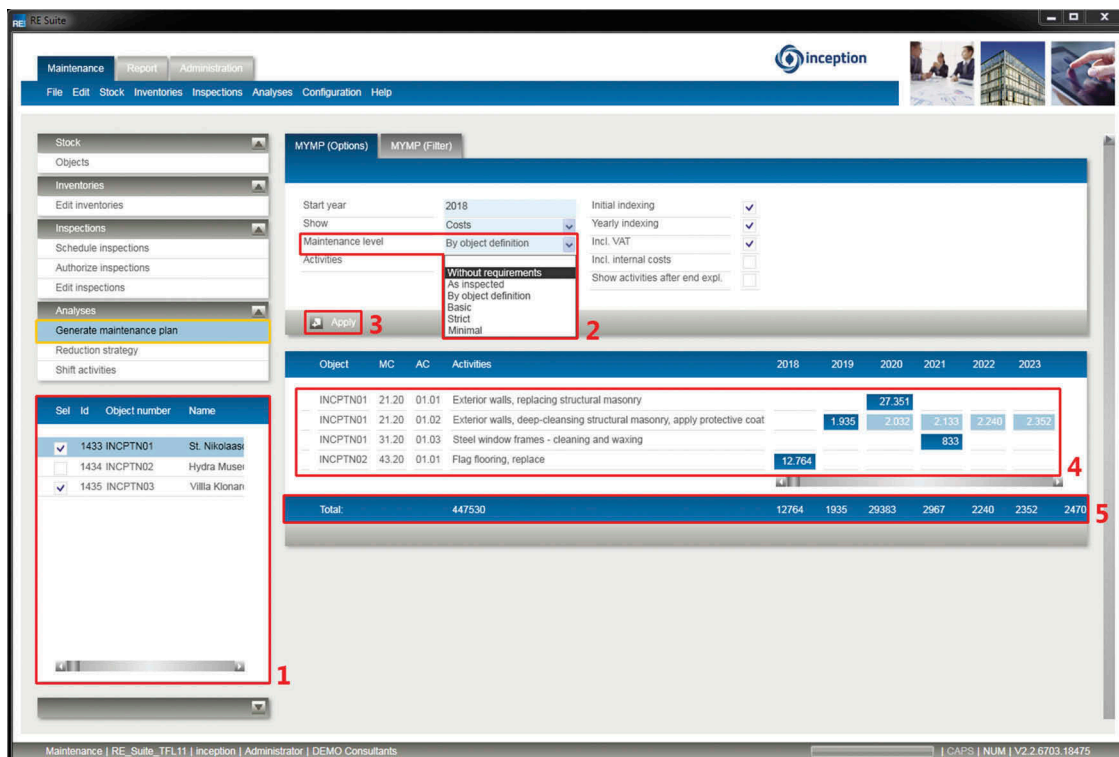 RE RE Suite
inception
Maintenance Report Administration
File Edit Stock Inventories Inspections Analyses Configuration Help
Stock
Objects
Inventories
Edit inventories
Inspections
Schedule inspections
Authorize inspections
Edit inspections
Analyses
Generate maintenance plan
Reduction strategy
Shift activities
Sel Id Object number Name
1433 INCPTN01 St. Nikolaas
1434 INCPTN02 Hydra Muse
1435 INCPTN03 Villla Klonar
1
MYMP (Options) MYMP (Filter)
Start year 2018 Initial indexing
Show Costs Yearly indexing
Maintenance level By object definition Incl. VAT
Activities Incl. internal costs
Without requirements Show activities after end expl.
As inspected
By object definition
Basic
Strict
Minimal
2
Apply 3
Object MC AC Activities 2018 2019 2020 2021 2022 2023
INCPTN01 21.20 01.01 Exterior walls, replacing structural masonry 27.351
INCPTN01 21.20 01.02 Exterior walls, deep-cleansing structural masonry, apply protective coat 1.935 2.032 2.133 2.240 2.352
INCPTN01 31.20 01.03 Steel window frames - cleaning and waxing 833
INCPTN02 43.20 01.01 Flag flooring, replace 12.764
4
Total: 447530 12764 1935 29383 2967 2240 2352 2470
5
Maintenance | RE_Suite_TFL11 | inception | Administrator | DEMO Consultants | CAPS | NUM | V2.2.6703.18475